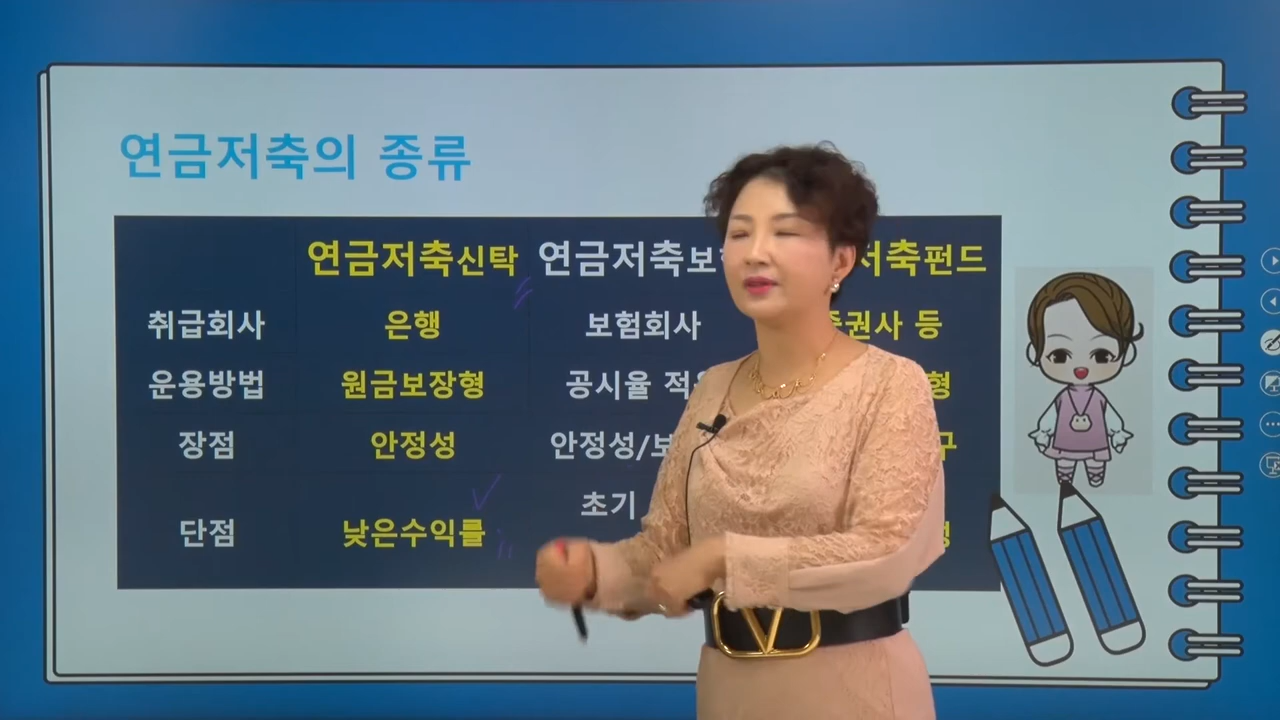 연금저축의 종류
연금저축신탁 연금저축보 저축펀드
취급회사 은행 보험회사 증권사 등
운용방법 원금보장형 공시율 형
장점 안정성 안정성/보 구
초기
단점 낮은수익률